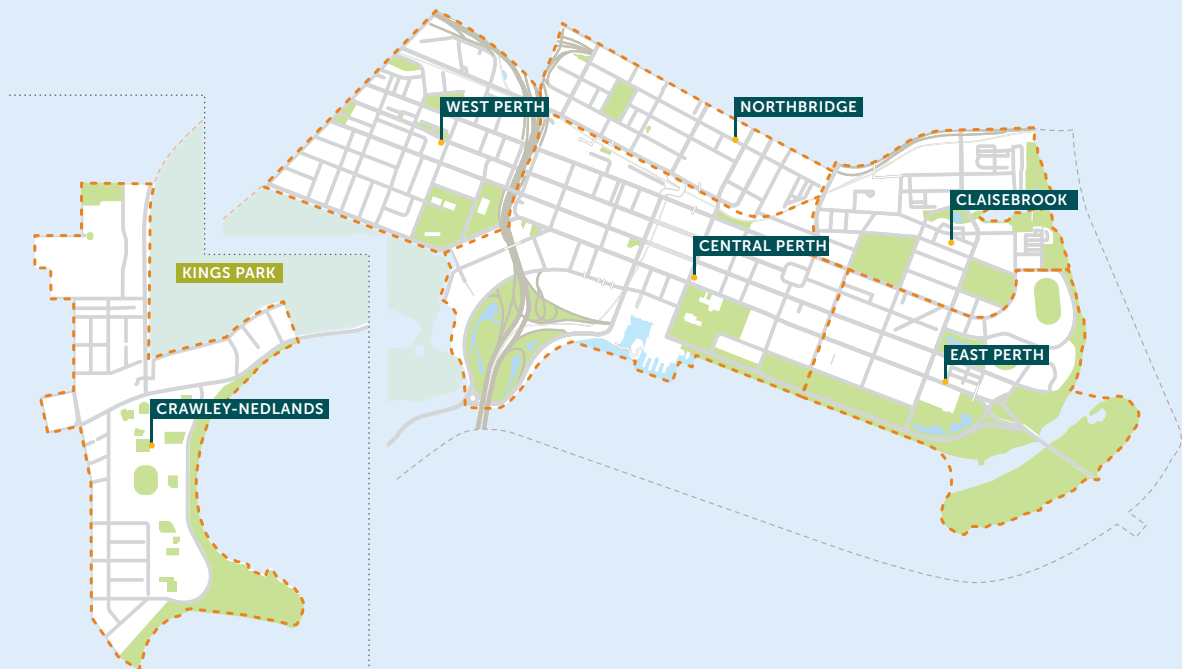 WEST PERTH
NORTHBRIDGE
CLAISEBROOK
CENTRAL PERTH
KINGS PARK
EAST PERTH
CRAWLEY-NEDLANDS